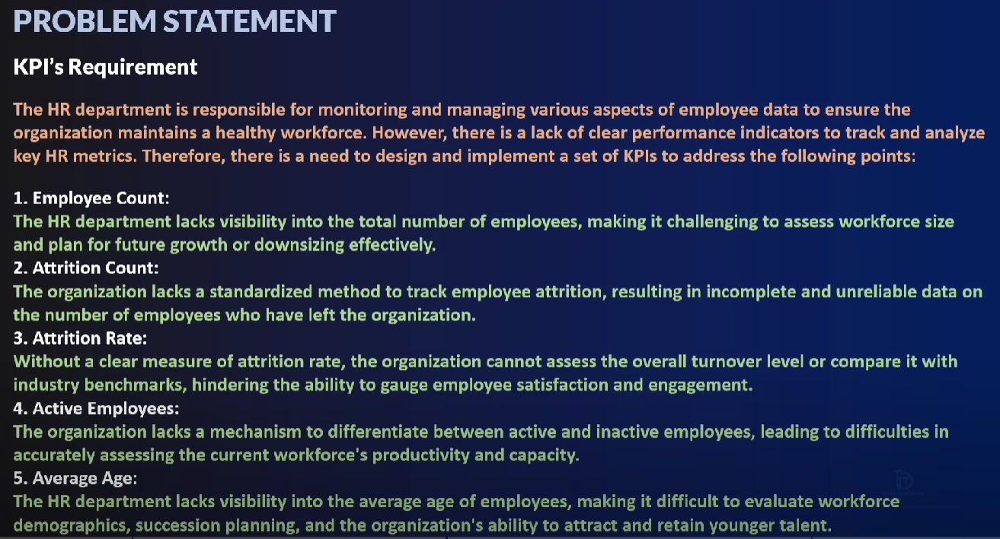 PROBLEM STATEMENT
KPI's Requirement
The HR department is responsible for monitoring and managing various aspects of employee data to ensure the
organization maintains a healthy workforce. However, there is a lack of clear performance indicators to track and analyze
key HR metrics. Therefore, there is a need to design and implement a set of KPIs to address the following points:
1. Employee Count:
The HR department lacks visibility into the total number of employees, making it challenging to assess workforce size
and plan for future growth or downsizing effectively.
2. Attrition Count:
The organization lacks a standardized method to track employee attrition, resulting in incomplete and unreliable data on
the number of employees who have left the organization.
3. Attrition Rate:
Without a clear measure of attrition rate, the organization cannot assess the overall turnover level or compare it with
industry benchmarks, hindering the ability to gauge employee satisfaction and engagement.
4. Active Employees:
The organization lacks a mechanism to differentiate between active and inactive employees, leading to difficulties in
accurately assessing the current workforce's productivity and capacity.
5. Average Age:
The HR department lacks visibility into the average age of employees, making it difficult to evaluate workforce
demographics, succession planning, and the organization's ability to attract and retain younger talent.